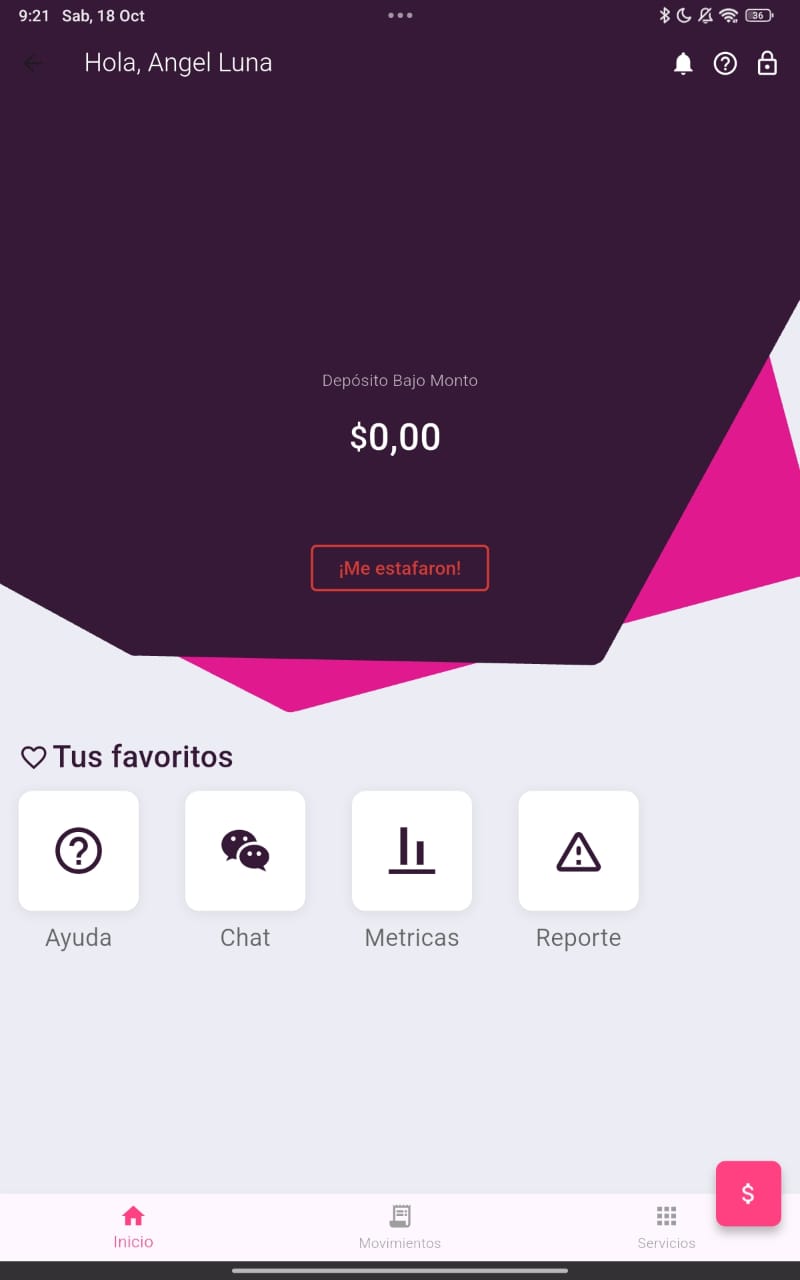 9:21 Sab, 18 Oct
36
Hola, Angel Luna
Depósito Bajo Monto
$0,00
¡Me estafaron!
Tus favoritos
Ayuda Chat Metricas Reporte
$
Inicio Movimientos Servicios